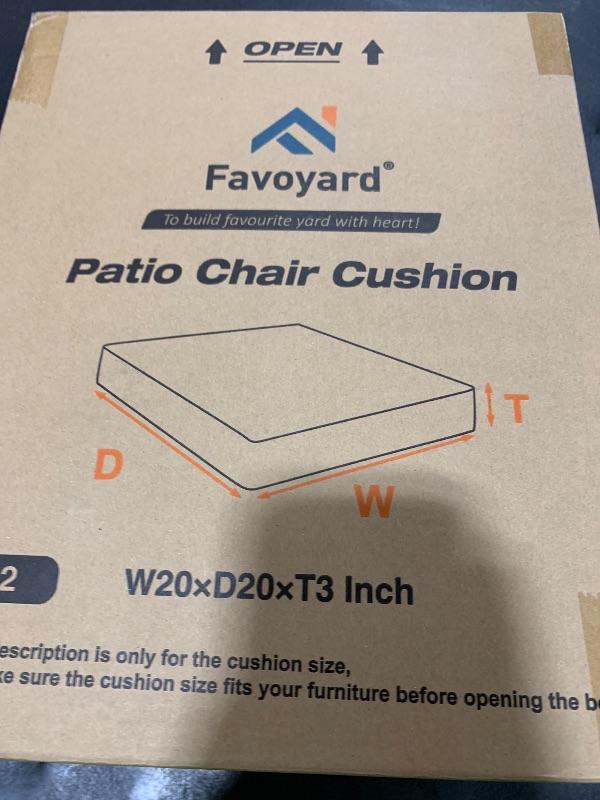 OPEN
Favoyard®
To build favourite yard with heart!
Patio Chair Cushion
T
D
W
2
W20×D20×T3 Inch
escription is only for the cushion size,
ke sure the cushion size fits your furniture before opening the b